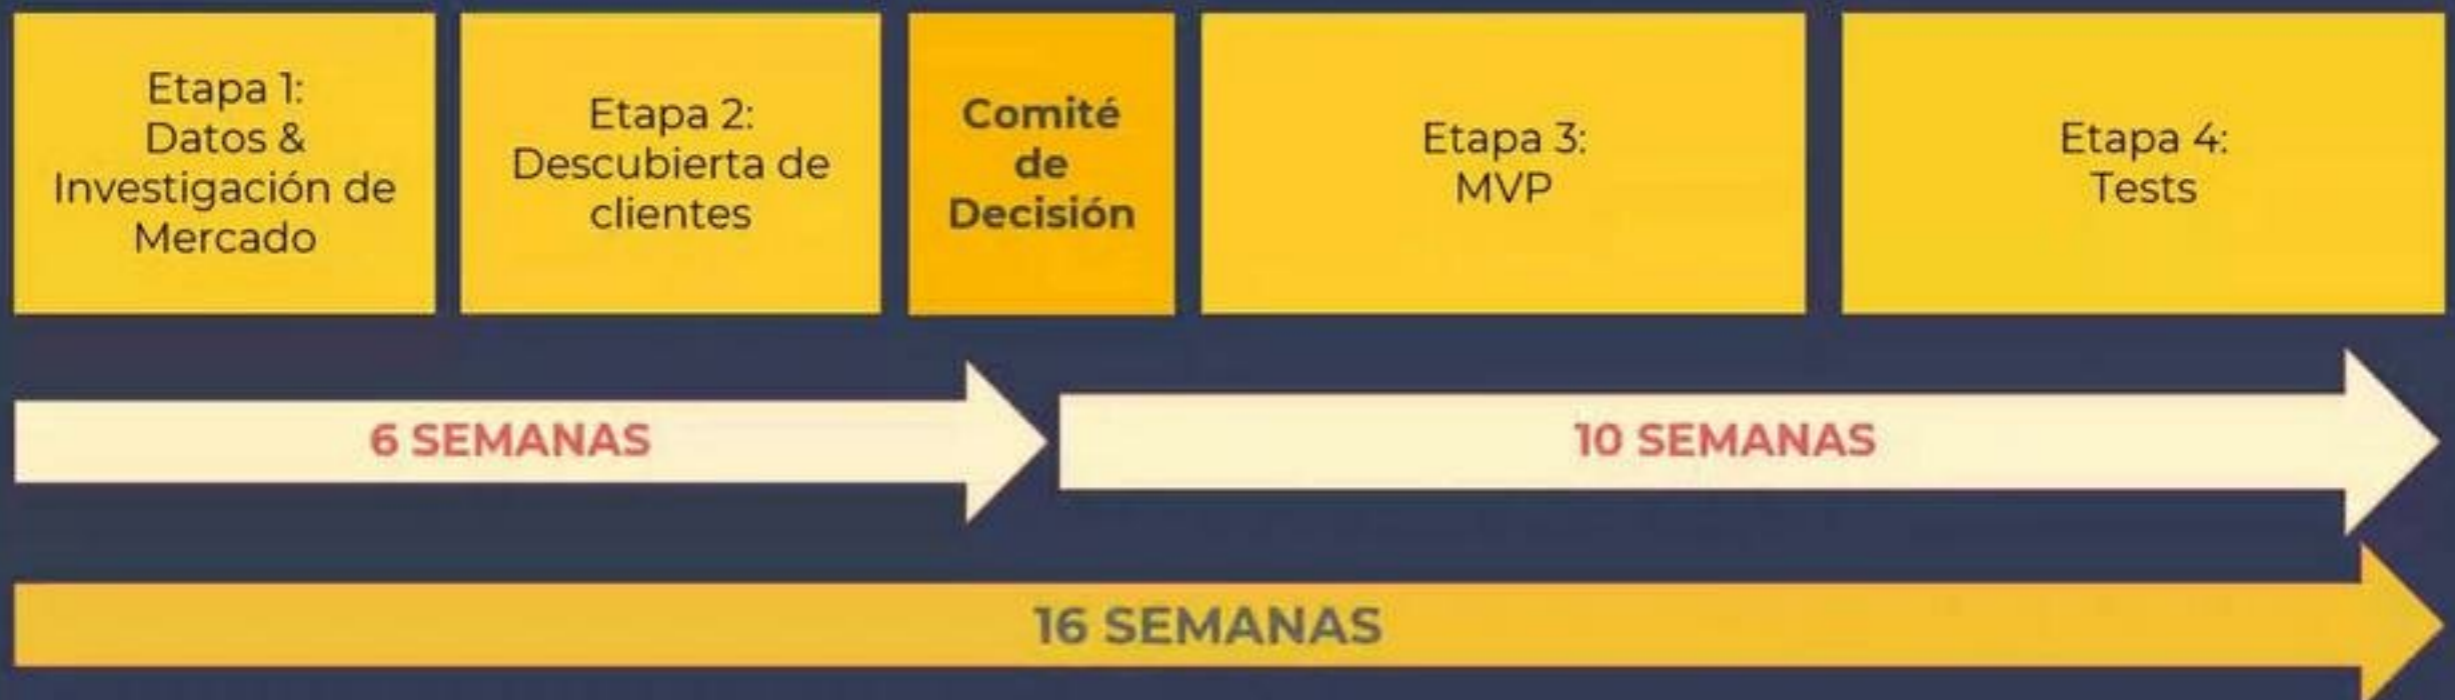 Etapa 1:
Datos &
Investigación de
Mercado
Etapa 2:
Descubierta de
clientes
Comité
de
Decisión
Etapa 3:
MVP
Etapa 4:
Tests
6 SEMANAS
10 SEMANAS
16 SEMANAS